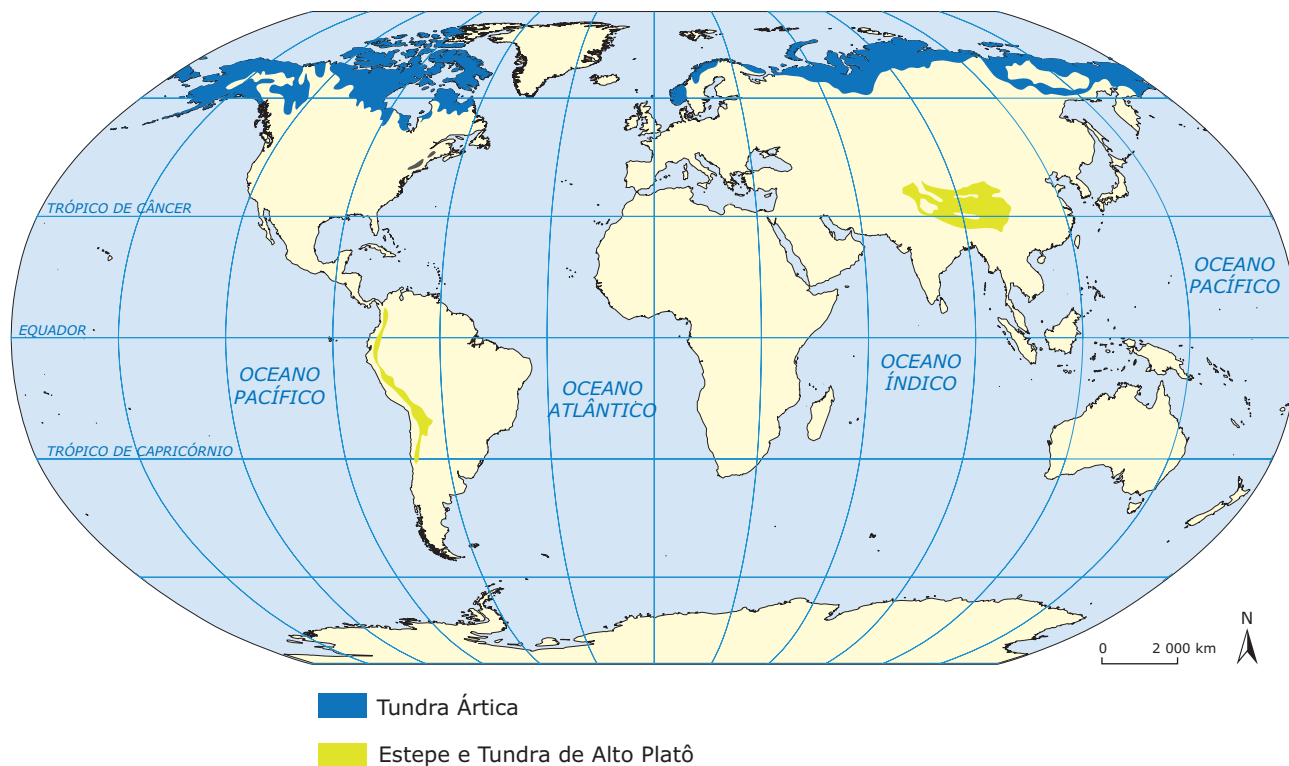 TRÓPICO DE CÂNCER
OCEANO
PACÍFICO
EQUADOR
OCEANO
PACÍFICO
OCEANO
ATLÂNTICO
OCEANO
ÍNDICO
TRÓPICO DE CAPRICÓRNIO
N
0 2 000 km
Tundra Ártica
Estepe e Tundra de Alto Platô